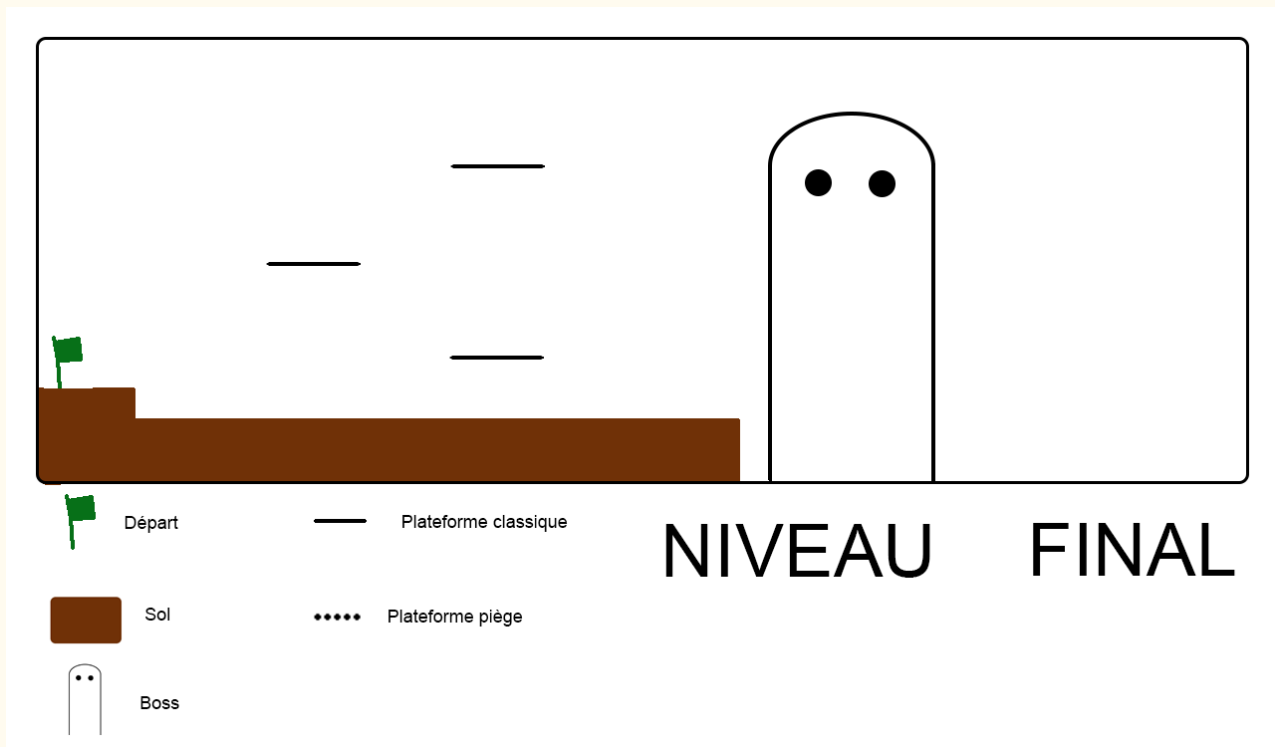 Départ
Plateforme classique
NIVEAU FINAL
Sol
Plateforme piège
Boss